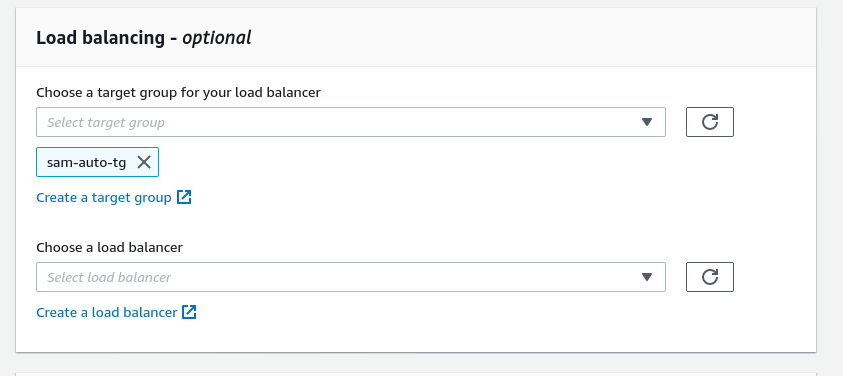 Load balancing - optional
Choose a target group for your load balancer
Select target group
sam-auto-tg
Create a target group
Choose a load balancer
Select load balancer
Create a load balancer